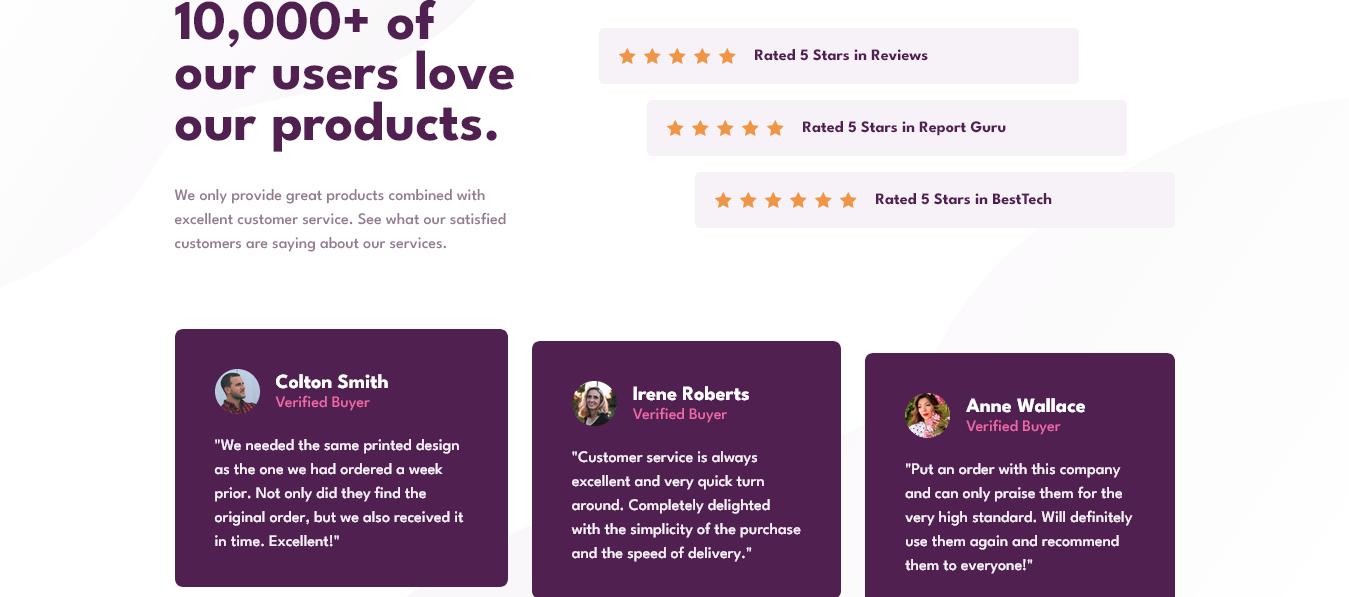 10,000+ of
our users love
our products.
We only provide great products combined with
excellent customer service. See what our satisfied
customers are saying about our services.
Rated 5 Stars in Reviews
Rated 5 Stars in Report Guru
Rated 5 Stars in BestTech
Colton Smith
Verified Buyer
"We needed the same printed design
as the one we had ordered a week
prior. Not only did they find the
original order, but we also received it
in time. Excellent!"
Irene Roberts
Verified Buyer
"Customer service is always
excellent and very quick turn
around. Completely delighted
with the simplicity of the purchase
and the speed of delivery."
Anne Wallace
Verified Buyer
"Put an order with this company
and can only praise them for the
very high standard. Will definitely
use them again and recommend
them to everyone!"